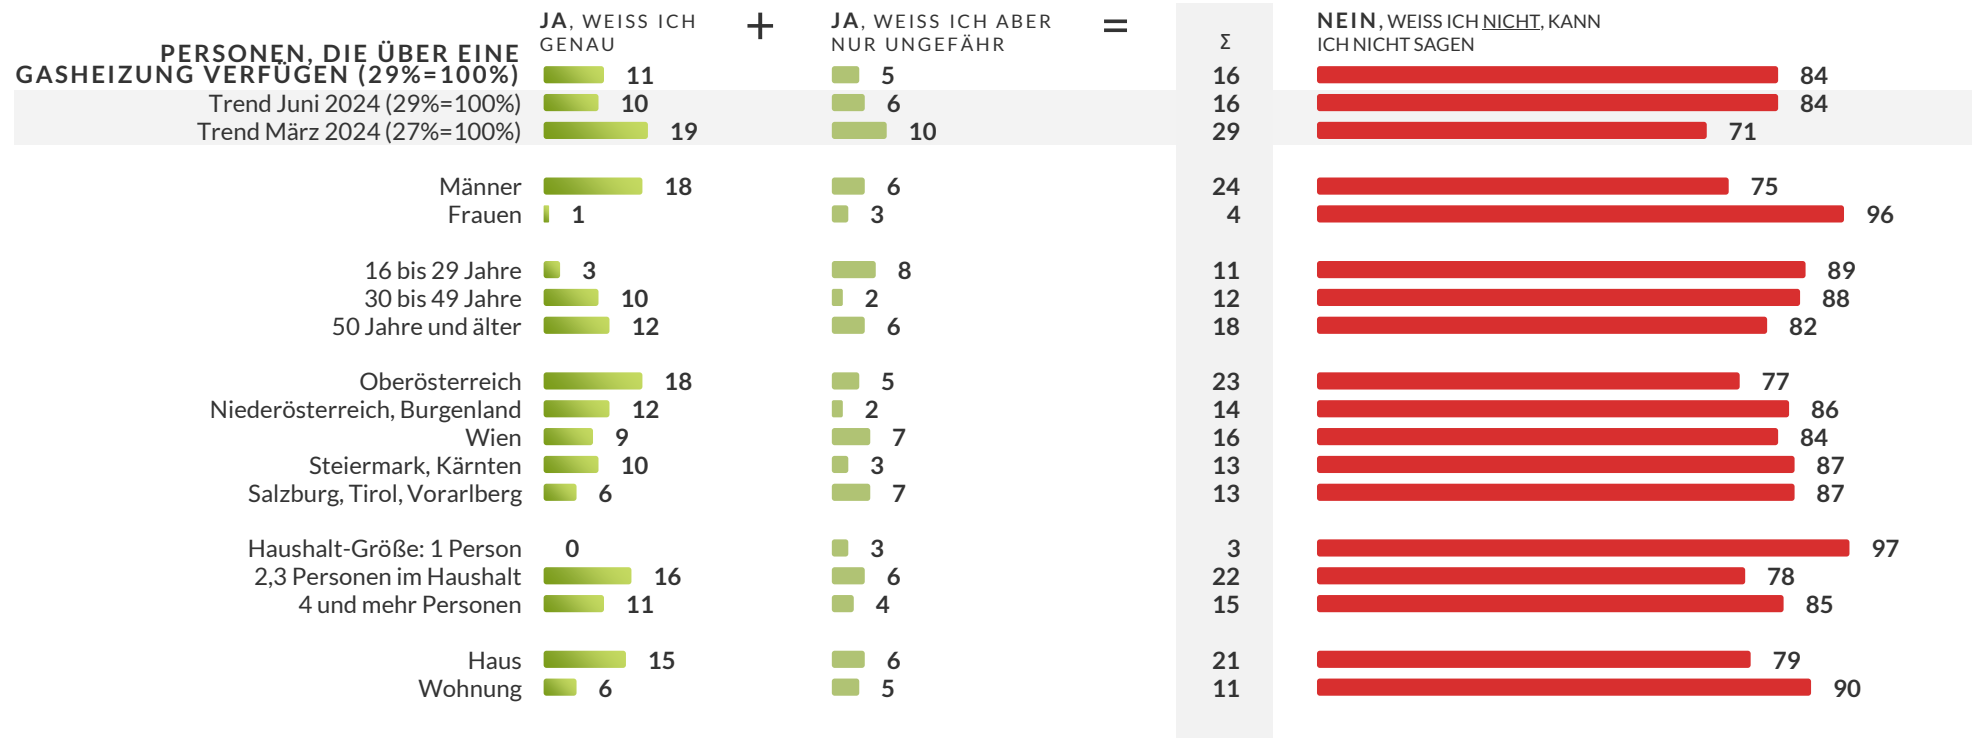 JA, WEISS ICH GENAU + JA, WEISS ICH ABER NUR UNGEFÄHR = Σ NEIN, WEISS ICH NICHT, KANN ICH NICHT SAGEN
PERSONEN, DIE ÜBER EINE
GASHEIZUNG VERFÜGEN (29%=100%) 11 5 16 84
Trend Juni 2024 (29%=100%) 10 6 16 84
Trend März 2024 (27%=100%) 19 10 29 71
Männer 18 6 24 75
Frauen 1 3 4 96
16 bis 29 Jahre 3 8 11 89
30 bis 49 Jahre 10 2 12 88
50 Jahre und älter 12 6 18 82
Oberösterreich 18 5 23 77
Niederösterreich, Burgenland 12 2 14 86
Wien 9 7 16 84
Steiermark, Kärnten 10 3 13 87
Salzburg, Tirol, Vorarlberg 6 7 13 87
Haushalt-Größe: 1 Person 0 3 3 97
2,3 Personen im Haushalt 16 6 22 78
4 und mehr Personen 11 4 15 85
Haus 15 6 21 79
Wohnung 6 5 11 90